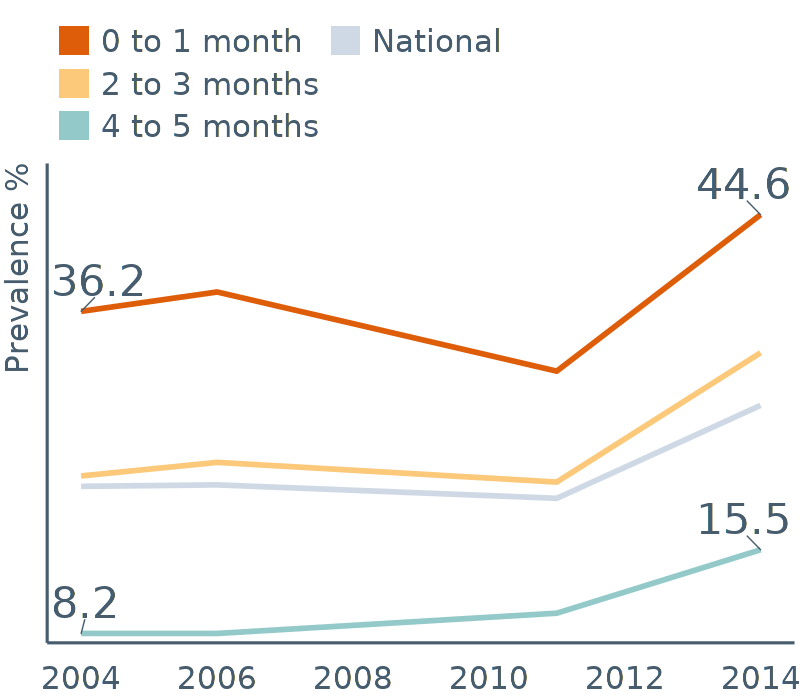 0 to 1 month
National
2 to 3 months
4 to 5 months
Prevalence %
44.6
36.2
15.5
8.2
2004 2006 2008 2010 2012 2014